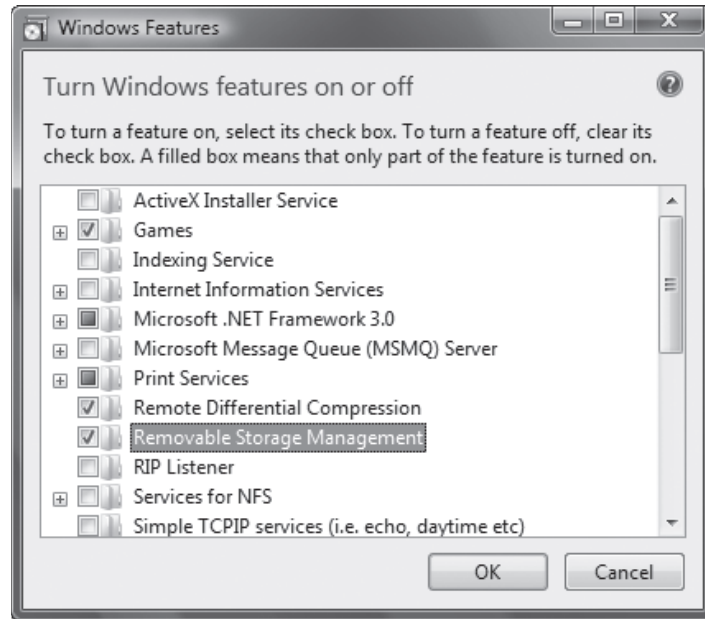 Windows Features
Turn Windows features on or off
To turn a feature on, select its check box. To turn a feature off, clear its
check box. A filled box means that only part of the feature is turned on.
ActiveX Installer Service
Games
Indexing Service
Internet Information Services
Microsoft .NET Framework 3.0
Microsoft Message Queue (MSMQ) Server
Print Services
Remote Differential Compression
Removable Storage Management
RIP Listener
Services for NFS
Simple TCPIP services (i.e. echo, daytime etc)
OK
Cancel